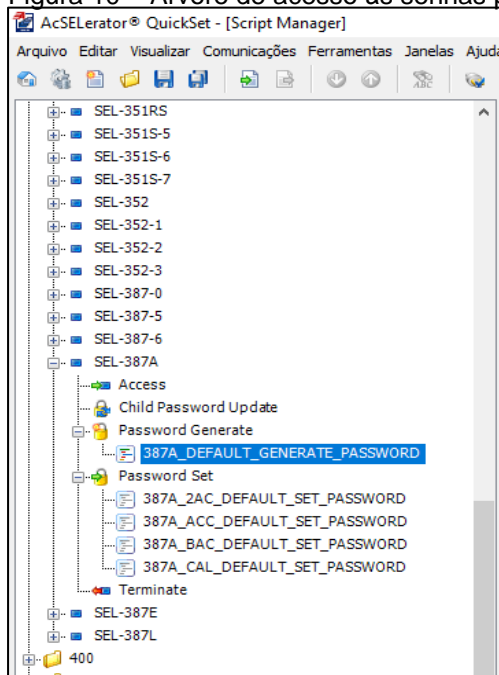 Figura 10 – Árvore de acesso às senhas p
AcSELerator® QuickSet - [Script Manager]
Arquivo Editar Visualizar Comunicações Ferramentas Janelas Ajuda
SEL-351RS
SEL-351S-5
SEL-351S-6
SEL-351S-7
SEL-352
SEL-352-1
SEL-352-2
SEL-352-3
SEL-387-0
SEL-387-5
SEL-387-6
SEL-387A
Access
Child Password Update
Password Generate
387A_DEFAULT_GENERATE_PASSWORD
Password Set
387A_2AC_DEFAULT_SET_PASSWORD
387A_ACC_DEFAULT_SET_PASSWORD
387A_BAC_DEFAULT_SET_PASSWORD
387A_CAL_DEFAULT_SET_PASSWORD
Terminate
SEL-387E
SEL-387L
400